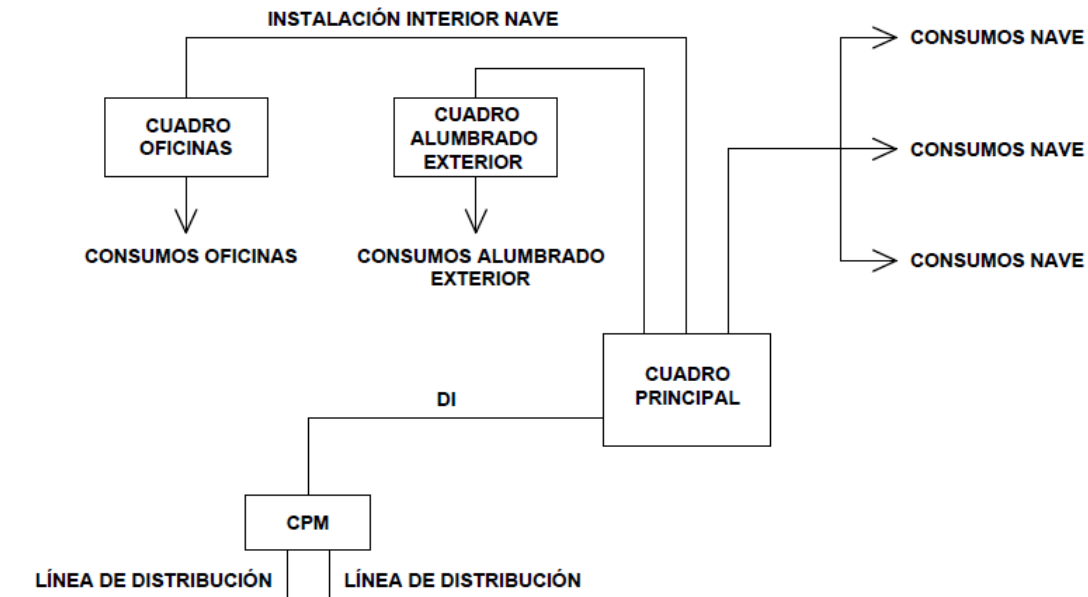 INSTALACIÓN INTERIOR NAVE
CONSUMOS NAVE
CUADRO
OFICINAS
CUADRO
ALUMBRADO
EXTERIOR
CONSUMOS NAVE
CONSUMOS OFICINAS
CONSUMOS ALUMBRADO
EXTERIOR
CONSUMOS NAVE
CUADRO
PRINCIPAL
DI
CPM
LÍNEA DE DISTRIBUCIÓN
LÍNEA DE DISTRIBUCIÓN